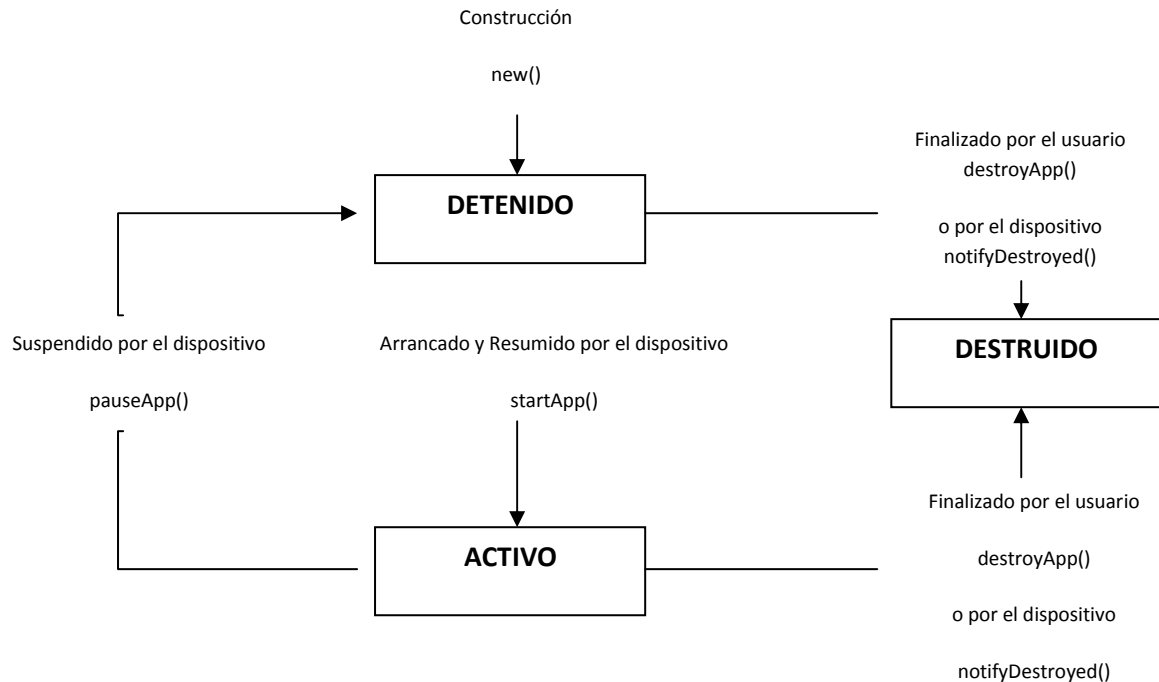 Construcción
new()
Finalizado por el usuario
destroyApp()
DETENIDO
o por el dispositivo
notifyDestroyed()
Suspendido por el dispositivo
Arrancado y Resumido por el dispositivo
DESTRUIDO
pauseApp()
startApp()
Finalizado por el usuario
ACTIVO
destroyApp()
o por el dispositivo
notifyDestroyed()